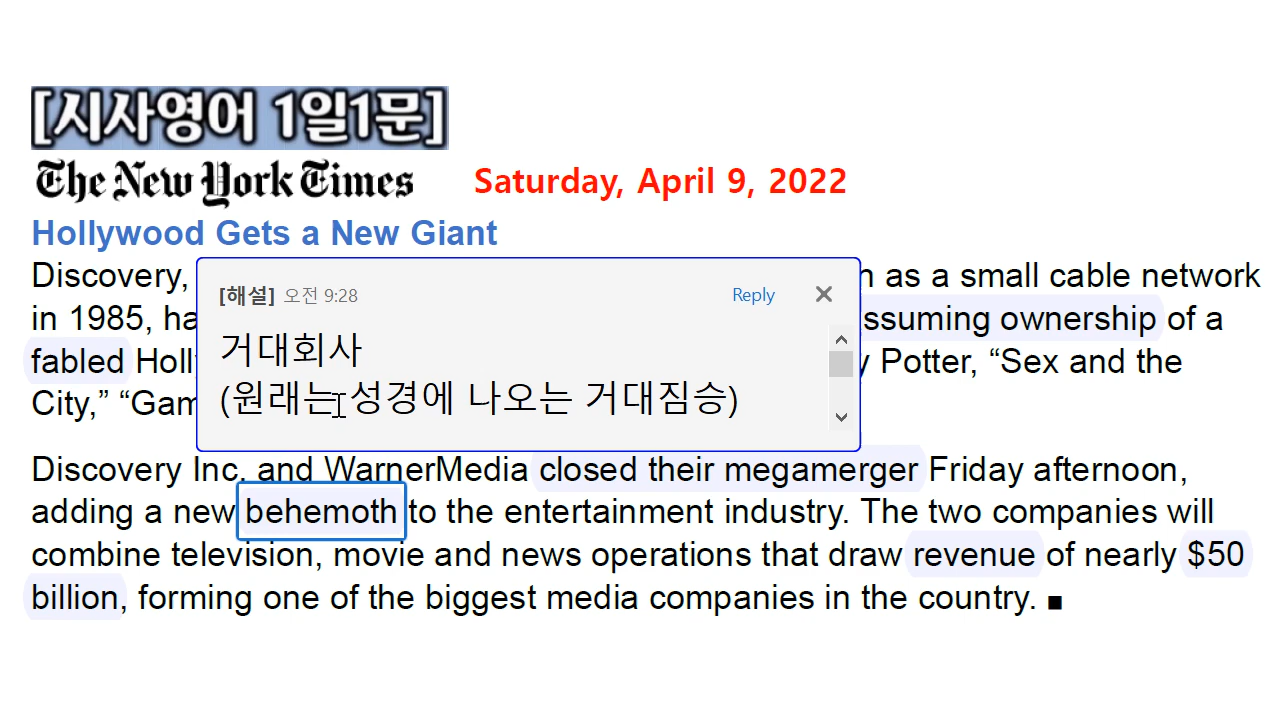 [시사영어 1일1문]
The New York Times Saturday, April 9, 2022
Hollywood Gets a New Giant
Discovery, as a small cable network
in 1985, ownership of a
fabled Potter, “Sex and the
City,”
[해설] 오전 9:28 Reply
거대회사
(원래는 성경에 나오는 거대짐승)
Discovery Inc. and WarnerMedia closed their megamerger Friday afternoon,
adding a new behemoth to the entertainment industry. The two companies will
combine television, movie and news operations that draw revenue of nearly $50
billion, forming one of the biggest media companies in the country. ■